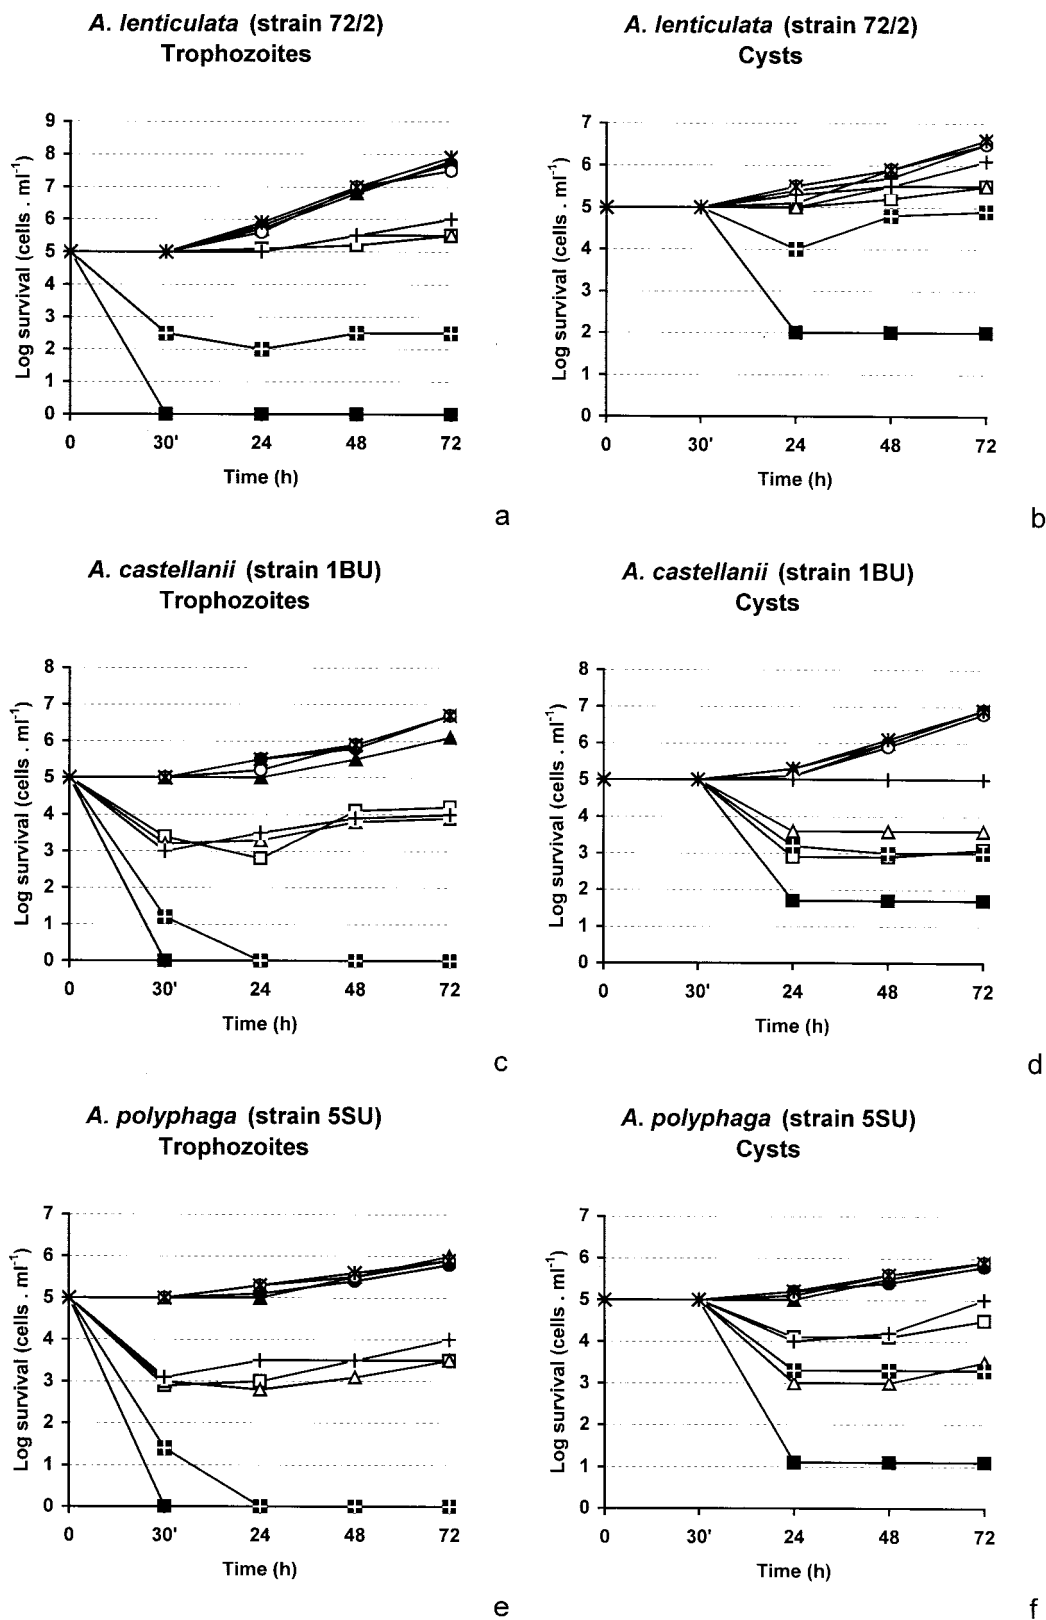 A. lenticulata (strain 72/2)
Trophozoites
Log survival (cells . ml-1)
9
8
7
6
5
4
3
2
1
0
0 30' 24 48 72
Time (h)
a
A. lenticulata (strain 72/2)
Cysts
Log survival (cells . ml-1)
7
6
5
4
3
2
1
0
0 30' 24 48 72
Time (h)
b
A. castellanii (strain 1BU)
Trophozoites
Log survival (cells . ml-1)
8
7
6
5
4
3
2
1
0
0 30' 24 48 72
Time (h)
c
A. castellanii (strain 1BU)
Cysts
Log survival (cells . ml-1)
8
7
6
5
4
3
2
1
0
0 30' 24 48 72
Time (h)
d
A. polyphaga (strain 5SU)
Trophozoites
Log survival (cells . ml-1)
7
6
5
4
3
2
1
0
0 30' 24 48 72
Time (h)
e
A. polyphaga (strain 5SU)
Cysts
Log survival (cells . ml-1)
7
6
5
4
3
2
1
0
0 30' 24 48 72
Time (h)
f